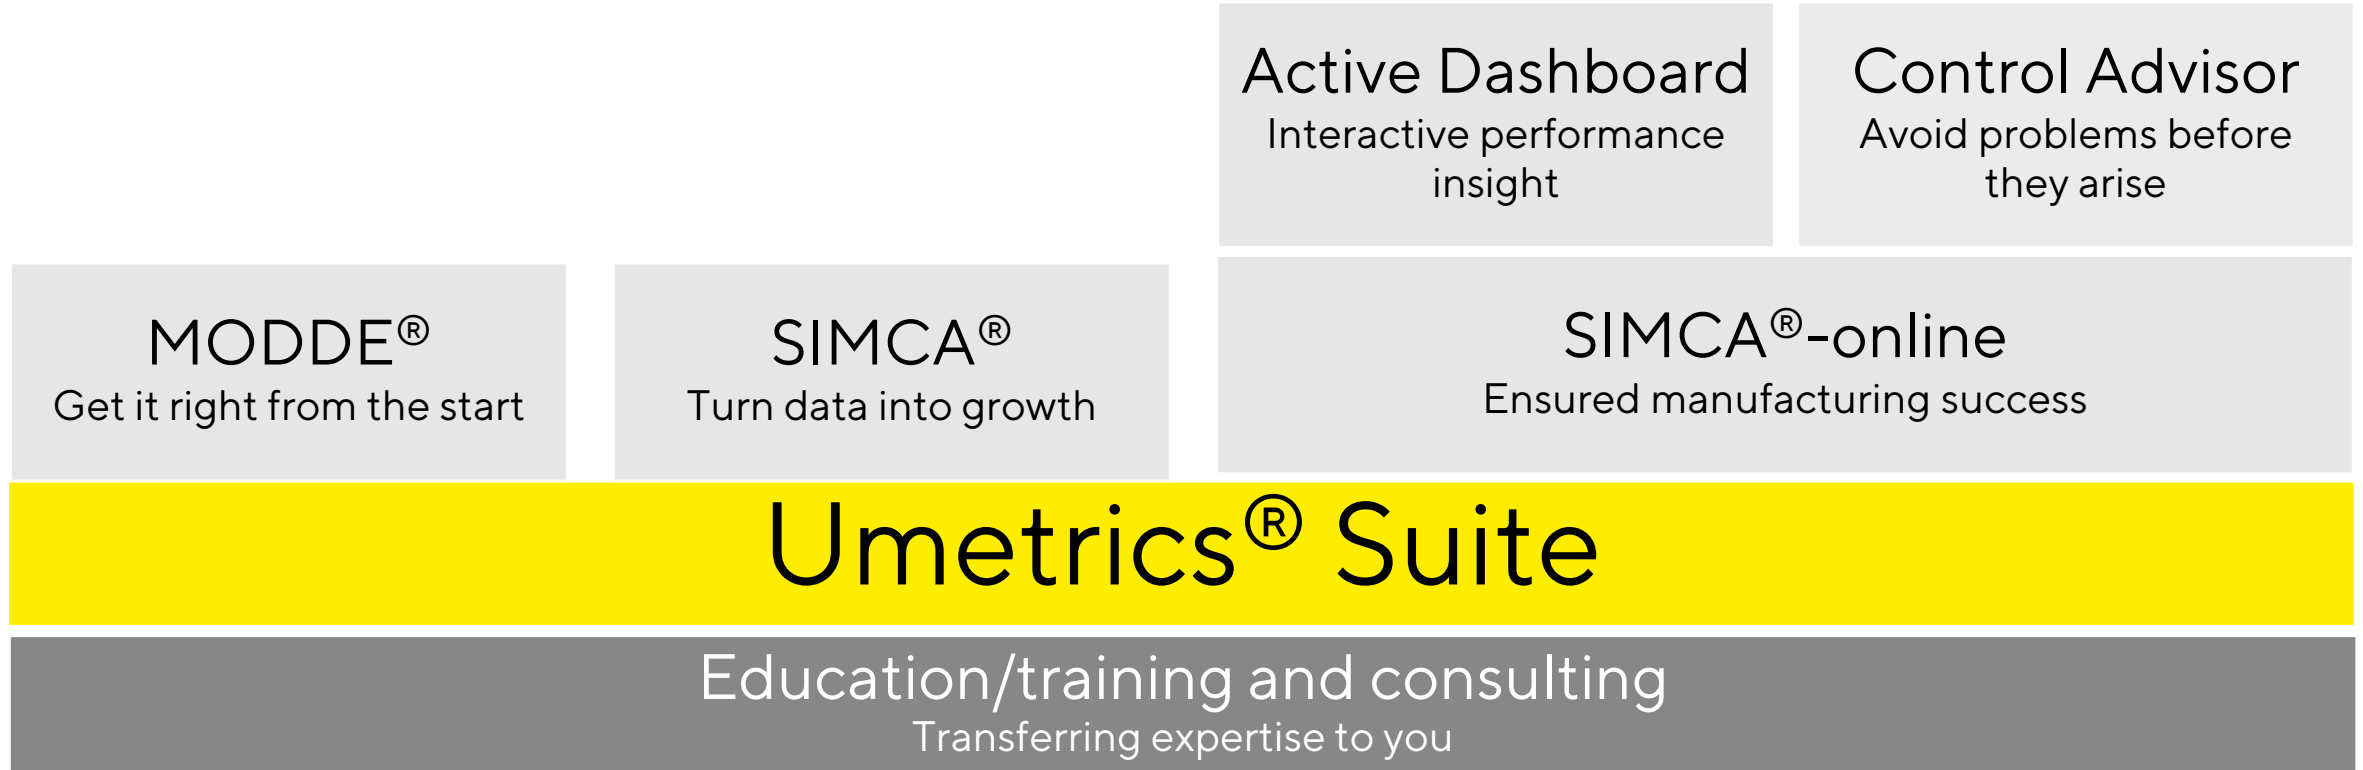 Active Dashboard
Interactive performance
insight
Control Advisor
Avoid problems before
they arise
MODDE®
Get it right from the start
SIMCA®
Turn data into growth
SIMCA®-online
Ensured manufacturing success
Umetrics® Suite
Education/training and consulting
Transferring expertise to you